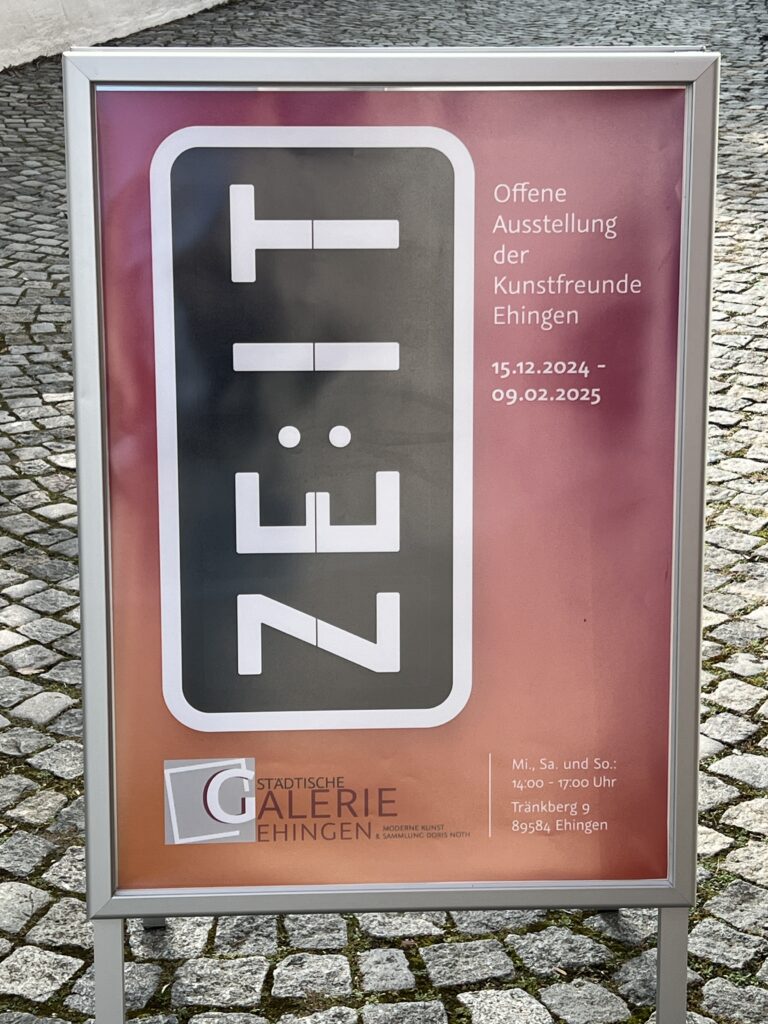 ZE:IT
Offene
Ausstellung
der
Kunstfreunde
Ehingen
15.12.2024 -
09.02.2025
STÄDTISCHE
GALERIE
EHINGEN
MODERNE KUNST
& SAMMLUNG DORIS NÖTH
Mi., Sa. und So.:
14:00 - 17:00 Uhr
Tränkberg 9
89584 Ehingen